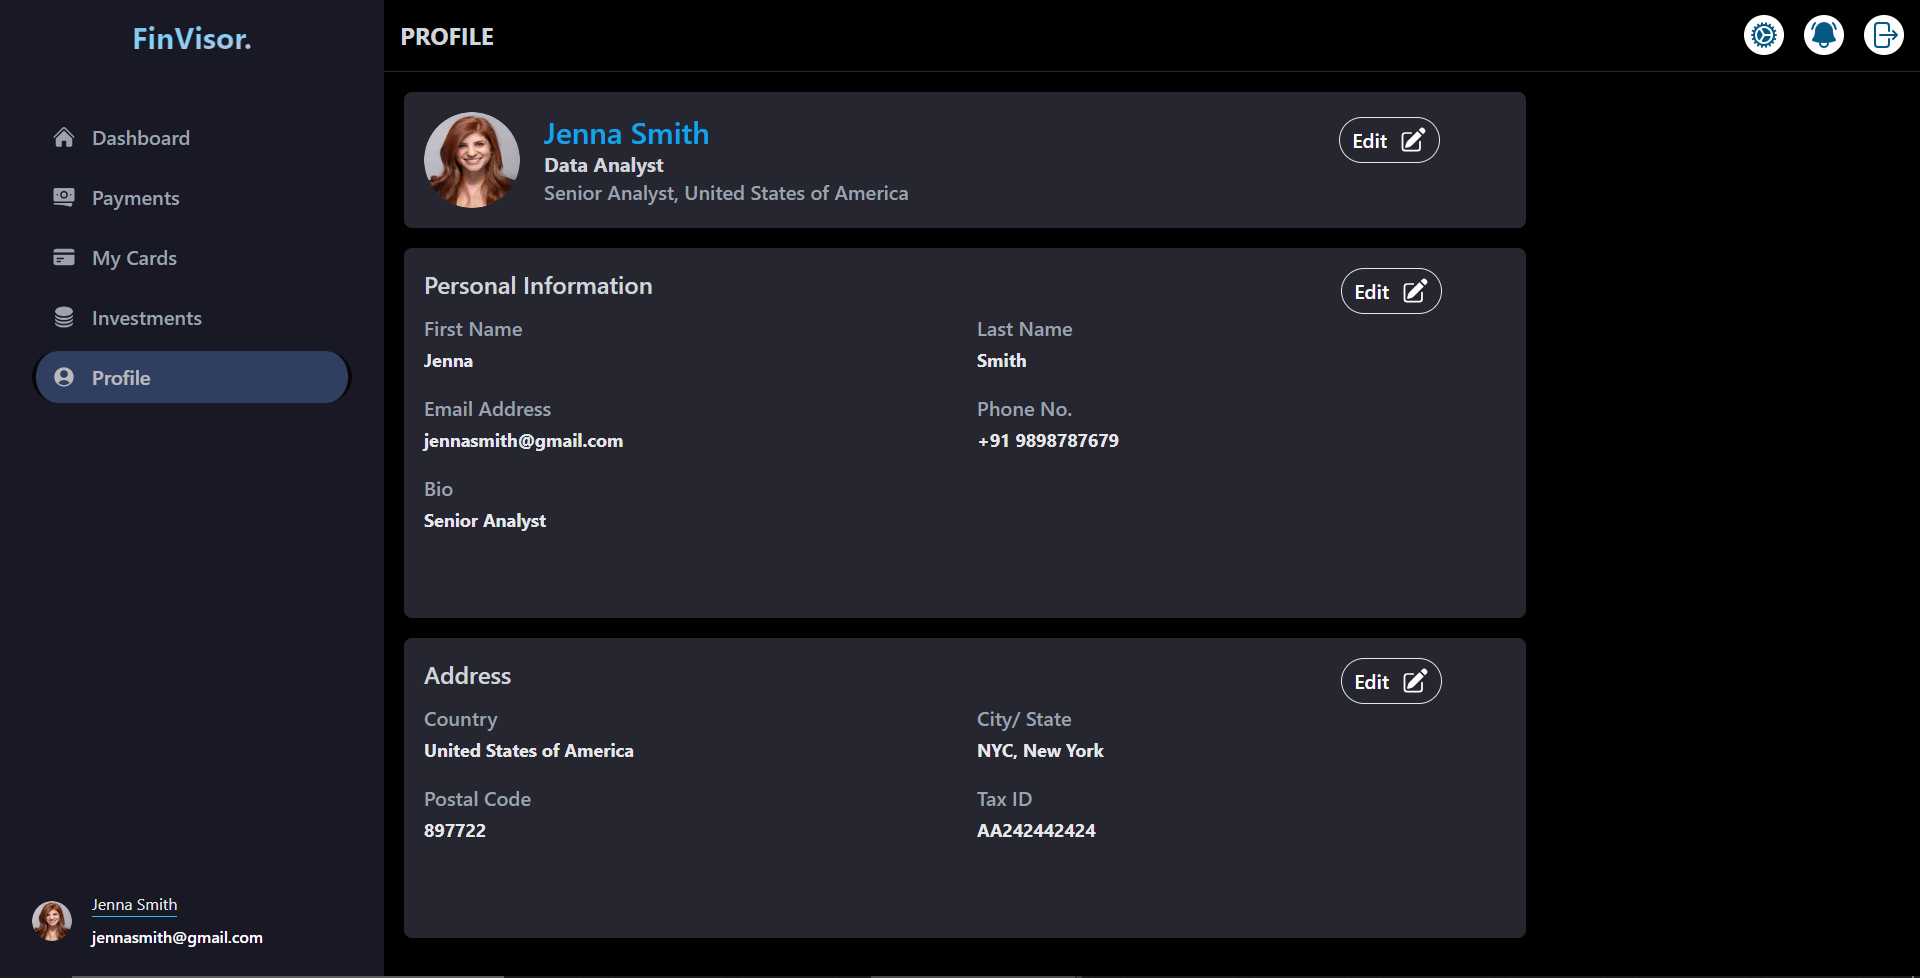 FinVisor.
Dashboard
Payments
My Cards
Investments
Profile
Jenna Smith
jennasmith@gmail.com
PROFILE
Jenna Smith
Data Analyst
Senior Analyst, United States of America
Edit
Personal Information
Edit
First Name
Jenna
Last Name
Smith
Email Address
jennasmith@gmail.com
Phone No.
+91 9898787679
Bio
Senior Analyst
Address
Edit
Country
United States of America
City/ State
NYC, New York
Postal Code
897722
Tax ID
AA242442424